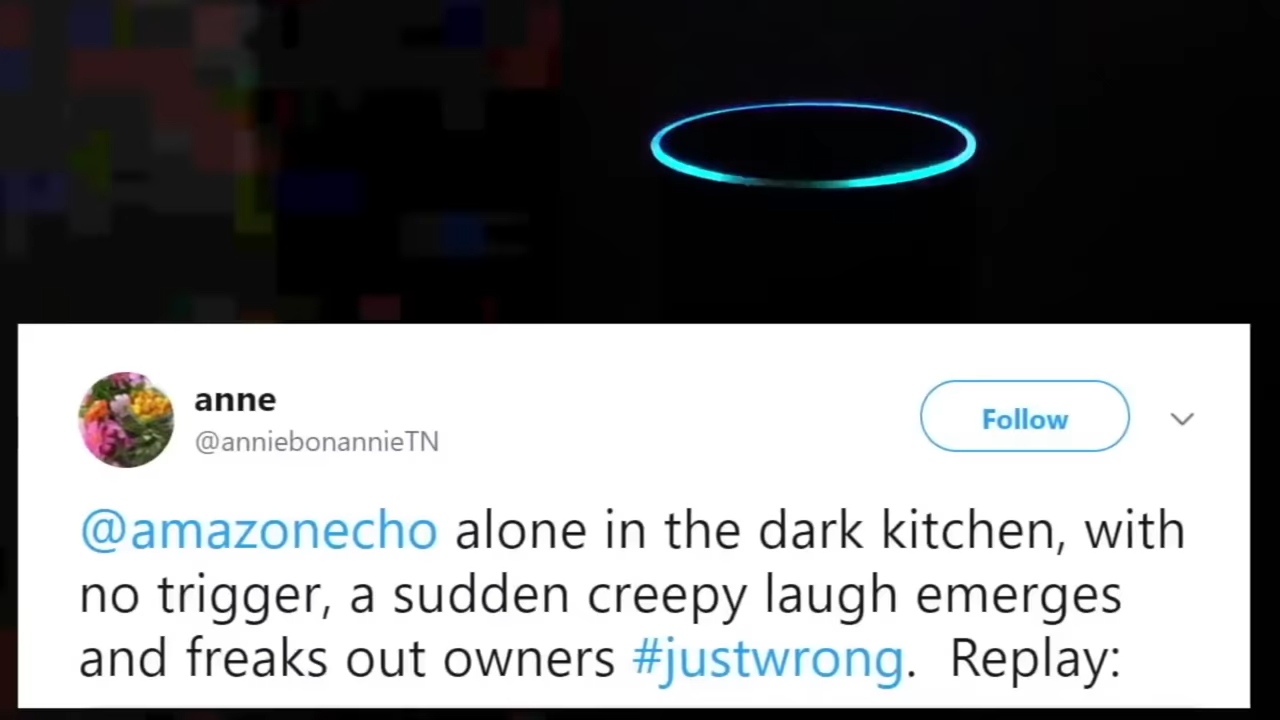 anne
Follow
@anniebonannieTN
@amazonecho alone in the dark kitchen, with
no trigger, a sudden creepy laugh emerges
and freaks out owners #justwrong.  Replay: